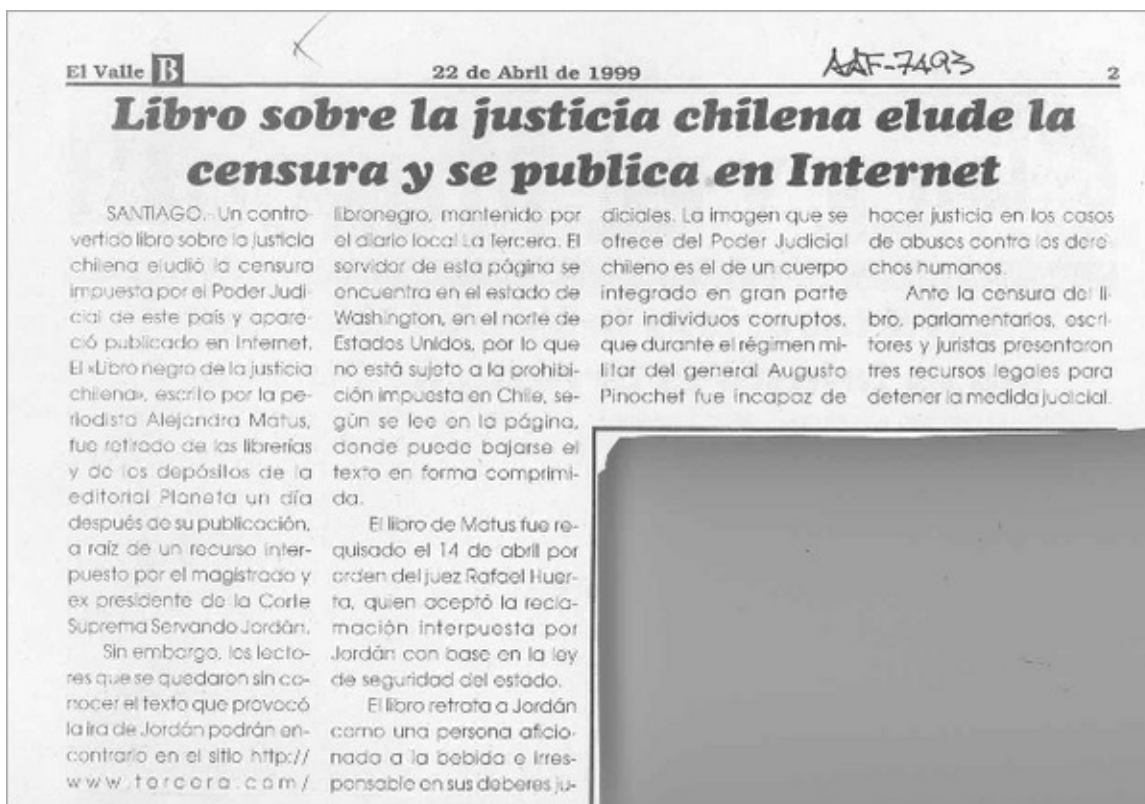 El Valle B
22 de Abril de 1999
AAF-7493
2
Libro sobre la justicia chilena elude la
censura y se publica en Internet
SANTIAGO.- Un contro-
vertido libro sobre la justicia
chilena eludió la censura
impuesta por el Poder Judi-
cial de este país y apare-
ció publicado en Internet.
El «Libro negro de la justicia
chilena», escrito por la pe-
riodista Alejandra Matus,
fue retirado de las librerías
y de los depósitos de la
editorial Planeta un día
después de su publicación,
a raíz de un recurso inter-
puesto por el magistrado y
ex presidente de la Corte
Suprema Servando Jordán.
Sin embargo, los lecto-
res que se quedaron sin co-
nocer el texto que provocó
la ira de Jordán podrán en-
contrarlo en el sitio http://
www.tercera.com/
libronegro, mantenido por
el diario local La Tercera. El
servidor de esta página se
encuentra en el estado de
Washington, en el norte de
Estados Unidos, por lo que
no está sujeto a la prohibi-
ción impuesta en Chile, se-
gún se lee en la página,
donde puede bajarse el
texto en forma comprimi-
da.
El libro de Matus fue re-
quisado el 14 de abril por
orden del juez Rafael Huer-
ta, quien aceptó la recla-
mación interpuesta por
Jordán con base en la ley
de seguridad del estado.
El libro retrata a Jordán
como una persona aficio-
nada a la bebida e irres-
ponsable en sus deberes ju-
diciales. La imagen que se
ofrece del Poder Judicial
chileno es el de un cuerpo
integrado en gran parte
por individuos corruptos,
que durante el régimen mi-
litar del general Augusto
Pinochet fue incapaz de
hacer justicia en los casos
de abusos contra los dere-
chos humanos.
Ante la censura del li-
bro, parlamentarios, escri-
tores y juristas presentaron
tres recursos legales para
detener la medida judicial.